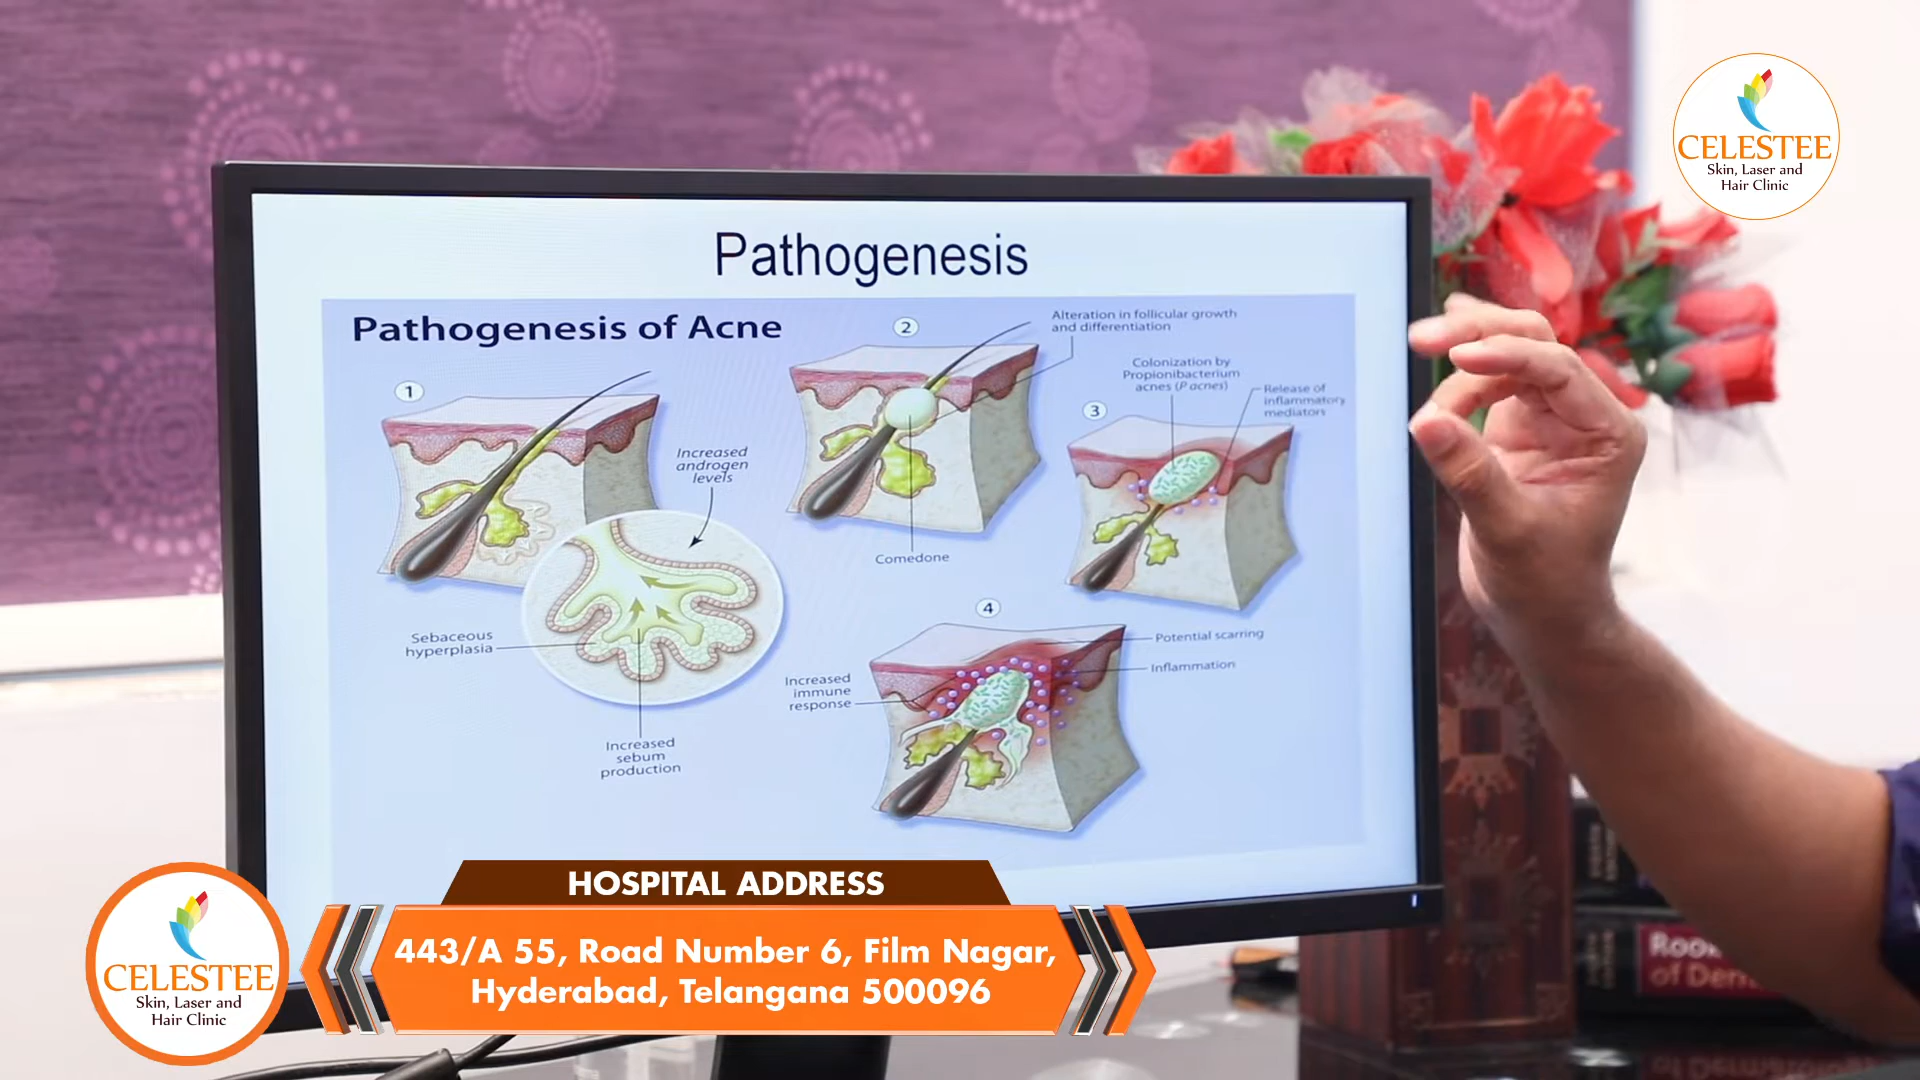 CELESTEE
Skin, Laser and
Hair Clinic
Pathogenesis
Pathogenesis of Acne
1
Increased
androgen
levels
Sebaceous
hyperplasia
Increased
sebum
production
2
Alteration in follicular growth
and differentiation
Comedone
3
Colonization by
Propionibacterium
acnes (P acnes)
Release of
inflammatory
mediators
4
Potential scarring
Inflammation
Increased
immune
response
HOSPITAL ADDRESS
443/A 55, Road Number 6, Film Nagar,
Hyderabad, Telangana 500096
CELESTEE
Skin, Laser and
Hair Clinic
of